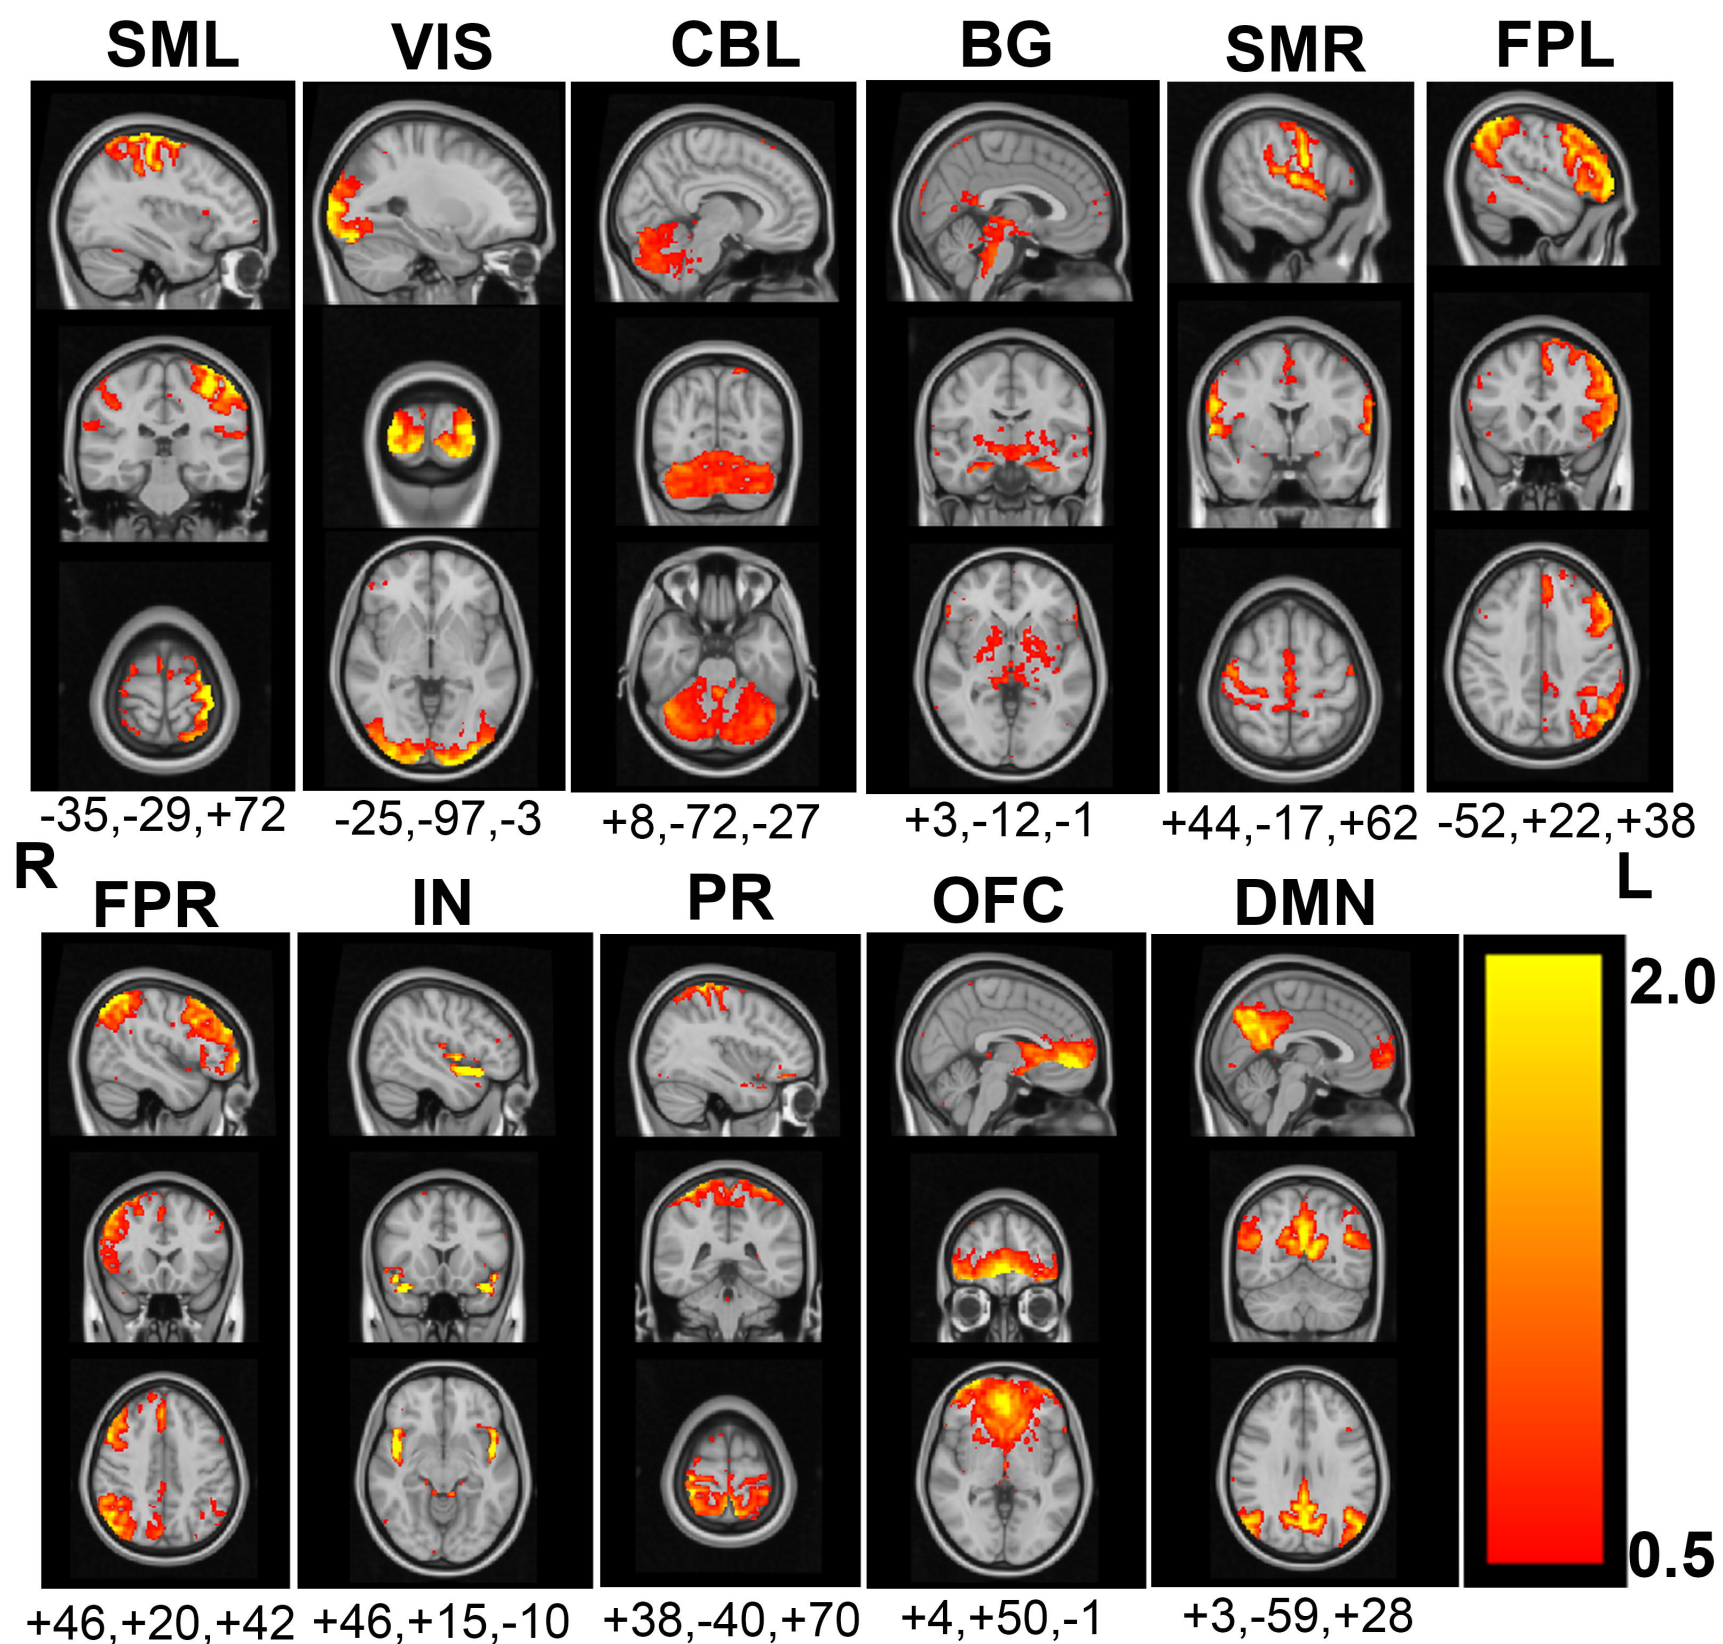 SML VIS CBL BG SMR FPL
-35,-29,+72 -25,-97,-3 +8,-72,-27 +3,-12,-1 +44,-17,+62 -52,+22,+38
R L
FPR IN PR OFC DMN
2.0
0.5
+46,+20,+42 +46,+15,-10 +38,-40,+70 +4,+50,-1 +3,-59,+28